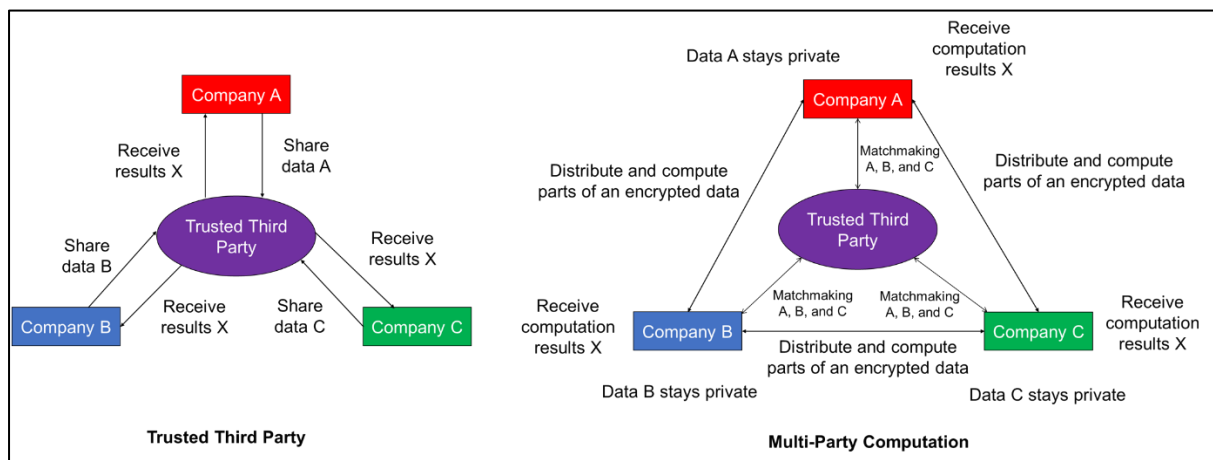 Company A
Receive
results X
Share
data A
Trusted Third
Party
Share
data B
Receive
results X
Receive
results X
Share
data C
Company B
Company C
Trusted Third Party
Data A stays private
Receive
computation
results X
Company A
Matchmaking
A, B, and C
Distribute and compute
parts of an encrypted data
Distribute and compute
parts of an encrypted data
Trusted Third
Party
Matchmaking
A, B, and C
Matchmaking
A, B, and C
Receive
computation
results X
Company B
Company C
Receive
computation
results X
Distribute and compute
parts of an encrypted data
Data B stays private
Data C stays private
Multi-Party Computation